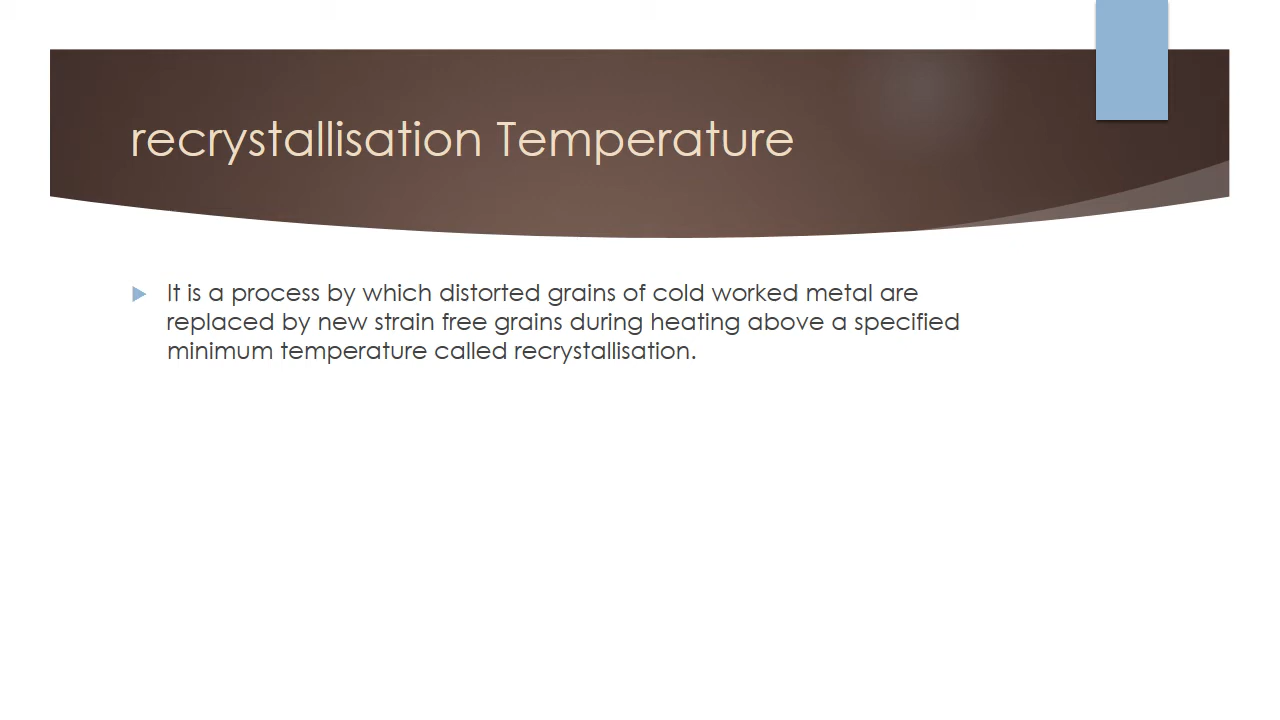 recrystallisation Temperature
It is a process by which distorted grains of cold worked metal are
replaced by new strain free grains during heating above a specified
minimum temperature called recrystallisation.